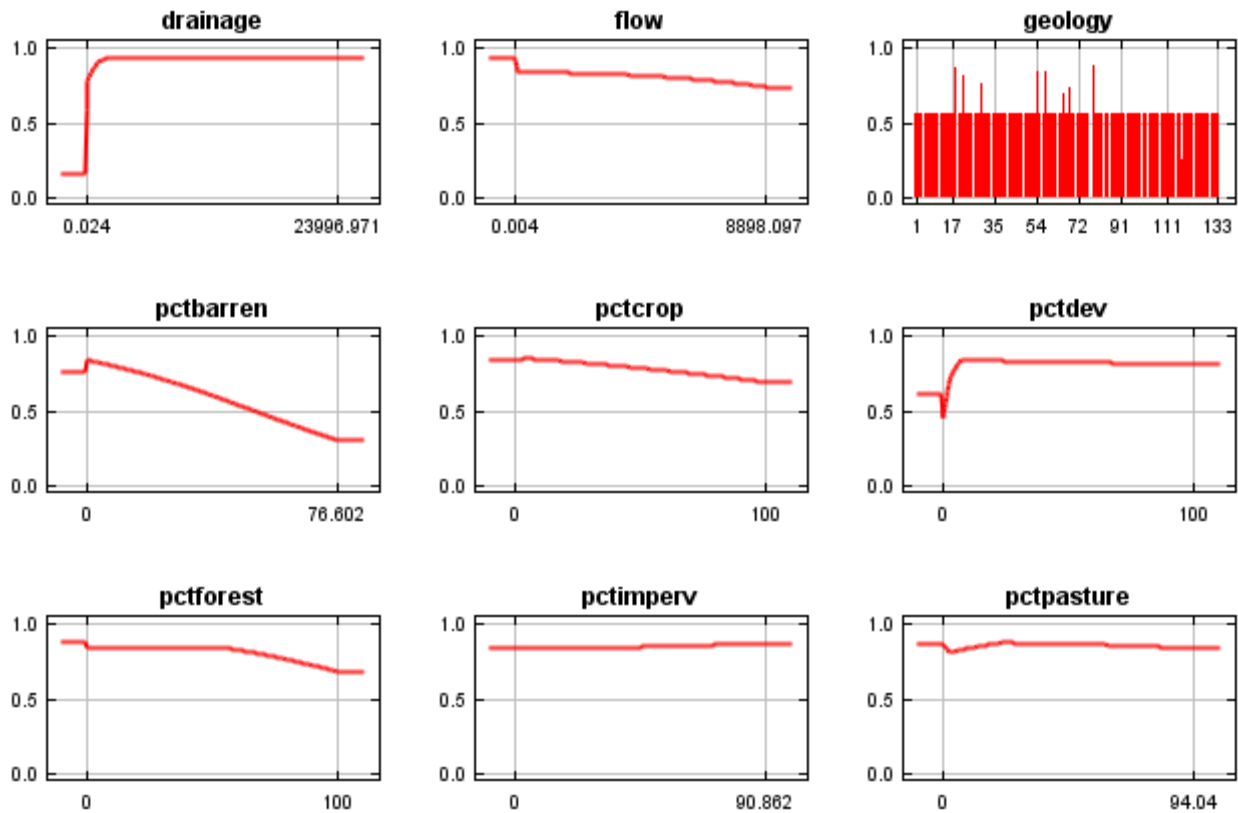 drainage flow geology
1.0 1.0 1.0
0.5 0.5 0.5
0.0 0.0 0.0
0.024 23996.971 0.004 8898.097 1 17 35 54 72 91 111 133
pctbarren pctcrop pctdev
1.0 1.0 1.0
0.5 0.5 0.5
0.0 0.0 0.0
0 76.602 0 100 0 100
pctforest pctimperv pctpasture
1.0 1.0 1.0
0.5 0.5 0.5
0.0 0.0 0.0
0 100 0 90.862 0 94.04